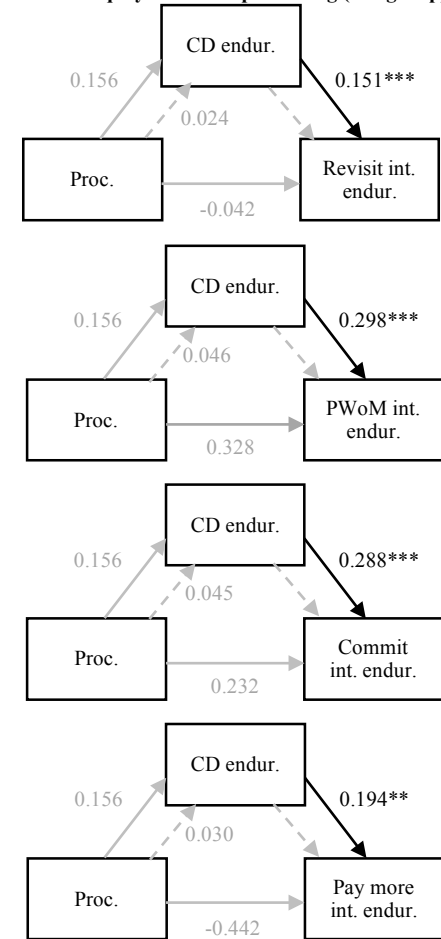 CD endur.
0.156
0.151***
0.024
Proc.
Revisit int.
endur.
-0.042
CD endur.
0.156
0.298***
0.046
Proc.
PWoM int.
endur.
0.328
CD endur.
0.156
0.288***
0.045
Proc.
Commit
int. endur.
0.232
CD endur.
0.156
0.194**
0.030
Proc.
Pay more
int. endur.
-0.442